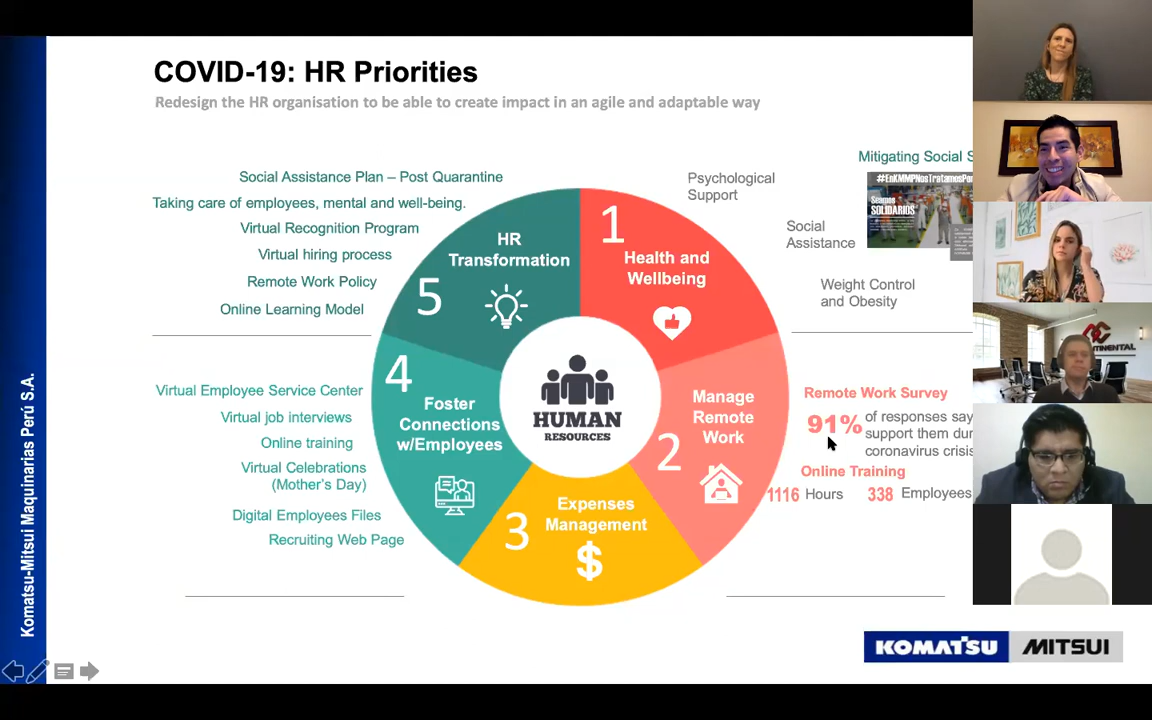 COVID-19: HR Priorities
Redesign the HR organisation to be able to create impact in an agile and adaptable way
Komatsu-Mitsui Maquinarias Perú S.A.
Social Assistance Plan – Post Quarantine
Taking care of employees, mental and well-being.
Virtual Recognition Program
Virtual hiring process
Remote Work Policy
Online Learning Model
Virtual Employee Service Center
Virtual job interviews
Online training
Virtual Celebrations
(Mother's Day)
Digital Employees Files
Recruiting Web Page
HR
Transformation
5
1
Health and
Wellbeing
4
Foster
Connections
w/Employees
HUMAN
RESOURCES
Manage
Remote
Work
2
Expenses
Management
3
$
Psychological
Support
Social
Assistance
Weight Control
and Obesity
Mitigating Social S
#EnKMMPNosTratamos
Seamos
SOLIDARIOS
Remote Work Survey
91%
of responses say
support them dur
coronavirus crisis
Online Training
1116 Hours 338 Employees
KOMATSU MITSUI